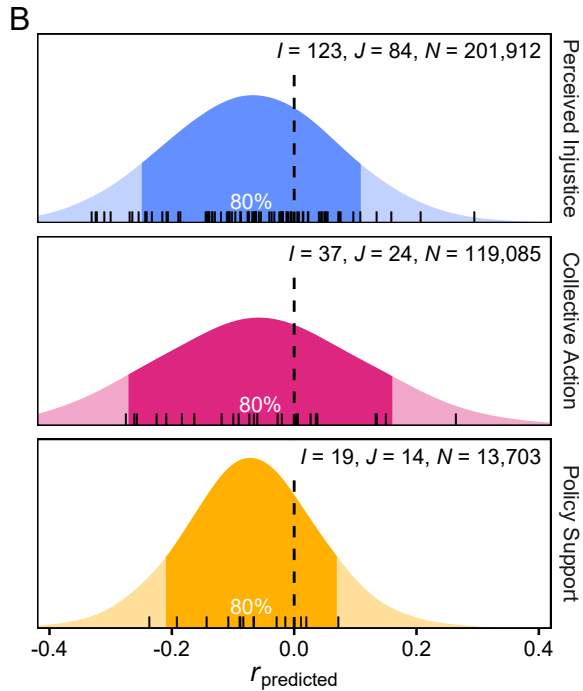 B
I = 123, J = 84, N = 201,912
Perceived Injustice
80%
I = 37, J = 24, N = 119,085
Collective Action
80%
I = 19, J = 14, N = 13,703
Policy Support
80%
-0.4 -0.2 0.0 0.2 0.4
r predicted